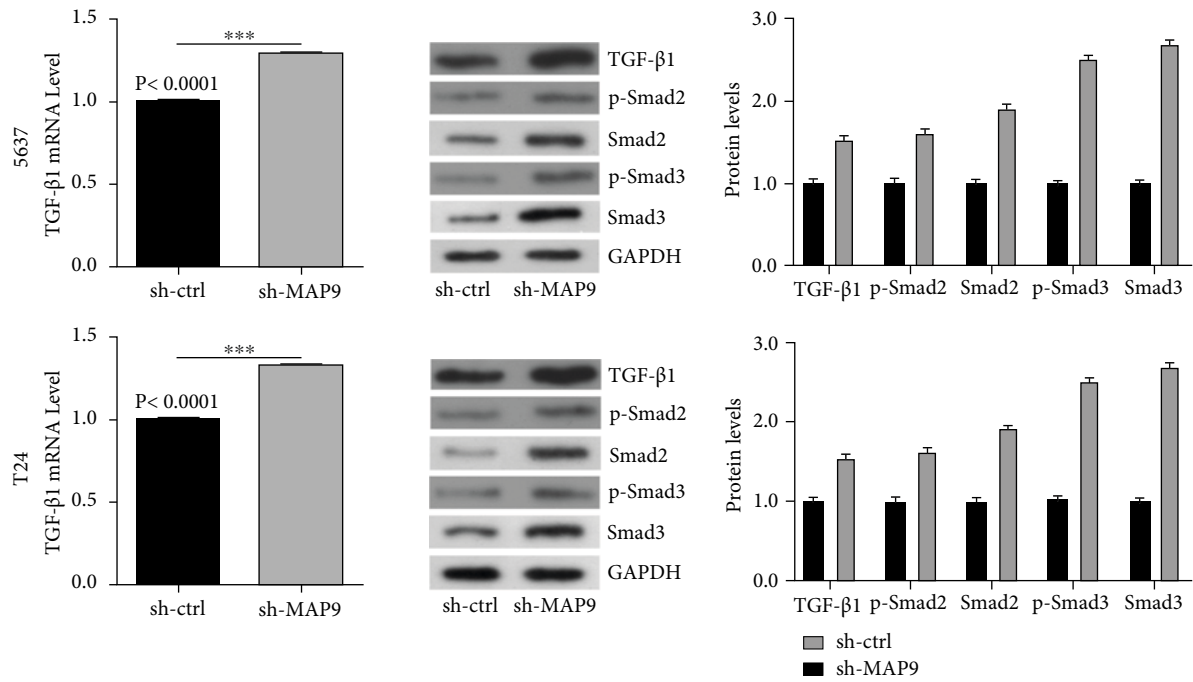 5637
TGF-β1 mRNA Level
1.5
1.0
0.5
0.0
***
P< 0.0001
sh-ctrl
sh-MAP9
TGF-β1
p-Smad2
Smad2
p-Smad3
Smad3
GAPDH
sh-ctrl
sh-MAP9
Protein levels
3.0
2.0
1.0
0.0
TGF-β1
p-Smad2
Smad2
p-Smad3
Smad3
T24
TGF-β1 mRNA Level
1.5
1.0
0.5
0.0
***
P< 0.0001
sh-ctrl
sh-MAP9
TGF-β1
p-Smad2
Smad2
p-Smad3
Smad3
GAPDH
sh-ctrl
sh-MAP9
Protein levels
3.0
2.0
1.0
0.0
TGF-β1
p-Smad2
Smad2
p-Smad3
Smad3
sh-ctrl
sh-MAP9